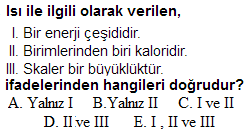 Isı ile ilgili olarak verilen,
I. Bir enerji çeşididir.
II. Birimlerinden biri kaloridir.
III. Skaler bir büyüklüktür.
ifadelerinden hangileri doğrudur?
A. Yalnız I B.Yalnız II C. I ve II
D. II ve III E. I , II ve III